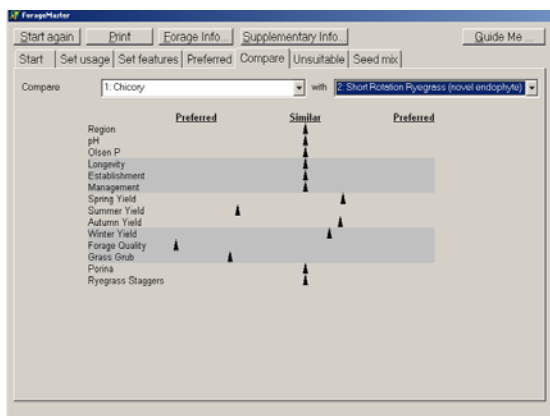 ForageMaster
Start again Print Forage Info... Supplementary Info... Guide Me ...
Start Set usage Set features Preferred Compare Unsuitable Seed mix
Compare 1: Chicory with 2: Short Rotation Ryegrass (novel endophyte)
Preferred Similar Preferred
Region
pH
Olsen P
Longevity
Establishment
Management
Spring Yield
Summer Yield
Autumn Yield
Winter Yield
Forage Quality
Grass Grub
Porina
Ryegrass Staggers